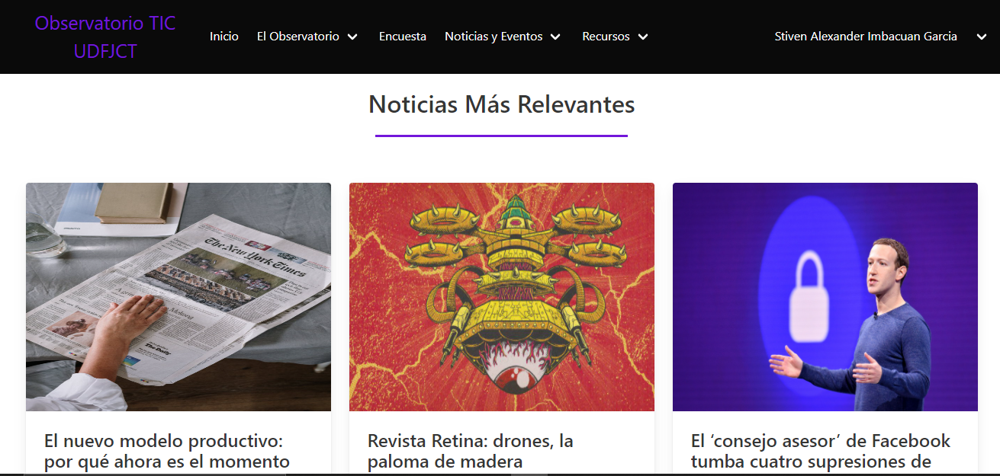 Observatorio TIC
UDFJCT
Inicio
El Observatorio
Encuesta
Noticias y Eventos
Recursos
Stiven Alexander Imbacuan Garcia
Noticias Más Relevantes
The New York Times
The Daily
El nuevo modelo productivo:
por qué ahora es el momento
Revista Retina: drones, la
paloma de madera
El ‘consejo asesor’ de Facebook
tumba cuatro supresiones de